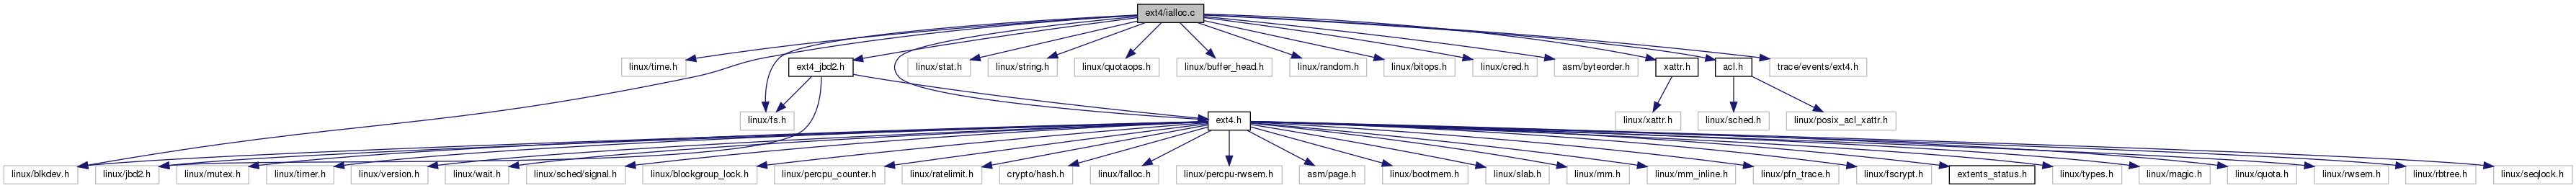 ext4/ialloc.c
linux/time.h
ext4_jbd2.h
linux/stat.h
linux/string.h
linux/quotaops.h
linux/buffer_head.h
linux/random.h
linux/bitops.h
linux/cred.h
asm/byteorder.h
xattr.h
acl.h
trace/events/ext4.h
linux/fs.h
ext4.h
linux/xattr.h
linux/sched.h
linux/posix_acl_xattr.h
linux/blkdev.h
linux/jbd2.h
linux/mutex.h
linux/timer.h
linux/version.h
linux/wait.h
linux/sched/signal.h
linux/blockgroup_lock.h
linux/percpu_counter.h
linux/ratelimit.h
crypto/hash.h
linux/falloc.h
linux/percpu-rwsem.h
asm/page.h
linux/bootmem.h
linux/slab.h
linux/mm.h
linux/mm_inline.h
linux/pfn_trace.h
linux/fscrypt.h
extents_status.h
linux/types.h
linux/magic.h
linux/quota.h
linux/rwsem.h
linux/rbtree.h
linux/seqlock.h